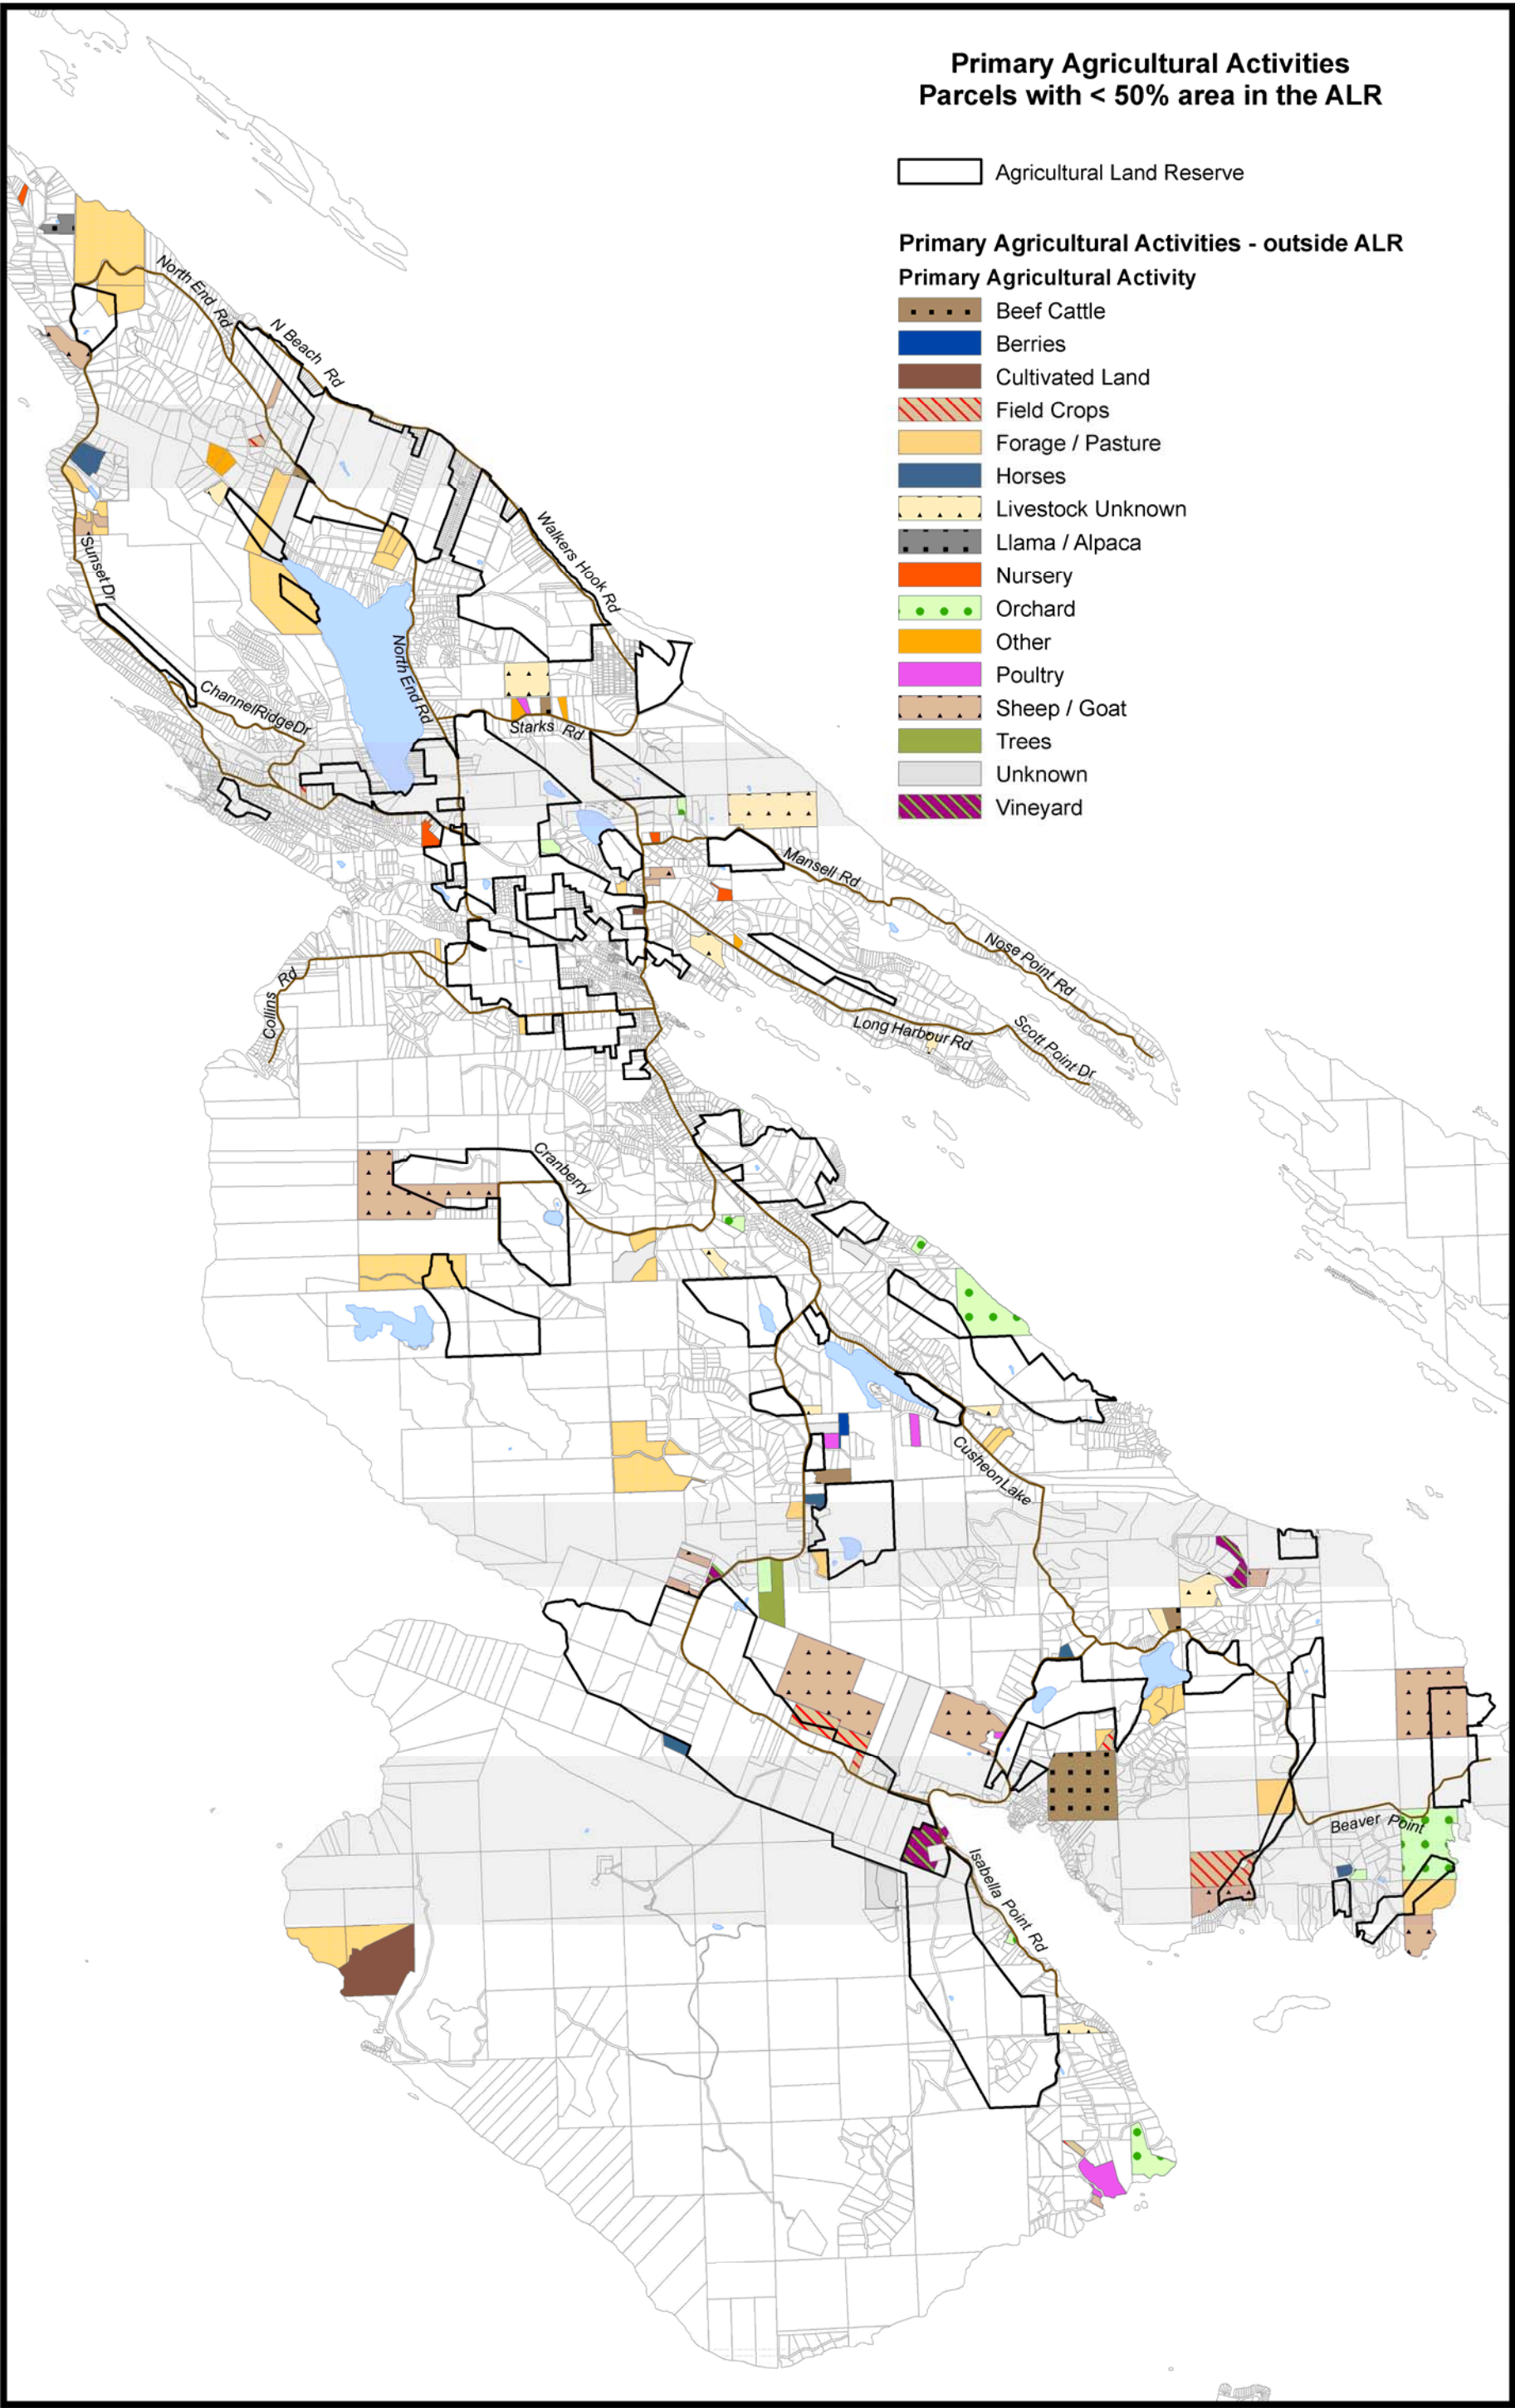 Primary Agricultural Activities
Parcels with < 50% area in the ALR
Agricultural Land Reserve
Primary Agricultural Activities - outside ALR
Primary Agricultural Activity
Beef Cattle
Berries
Cultivated Land
Field Crops
Forage / Pasture
Horses
Livestock Unknown
Llama / Alpaca
Nursery
Orchard
Other
Poultry
Sheep / Goat
Trees
Unknown
Vineyard
North End Rd
N Beach Rd
Walkers Hook Rd
Sunset Dr
North End Rd
ChannelRidgeDr
Starks Rd
Mansell Rd
Nose Point Rd
Collins Rd
Long Harbour Rd
Scott Point Dr
Cranberry
CusheonLake
Beaver Point
Isabella Point Rd